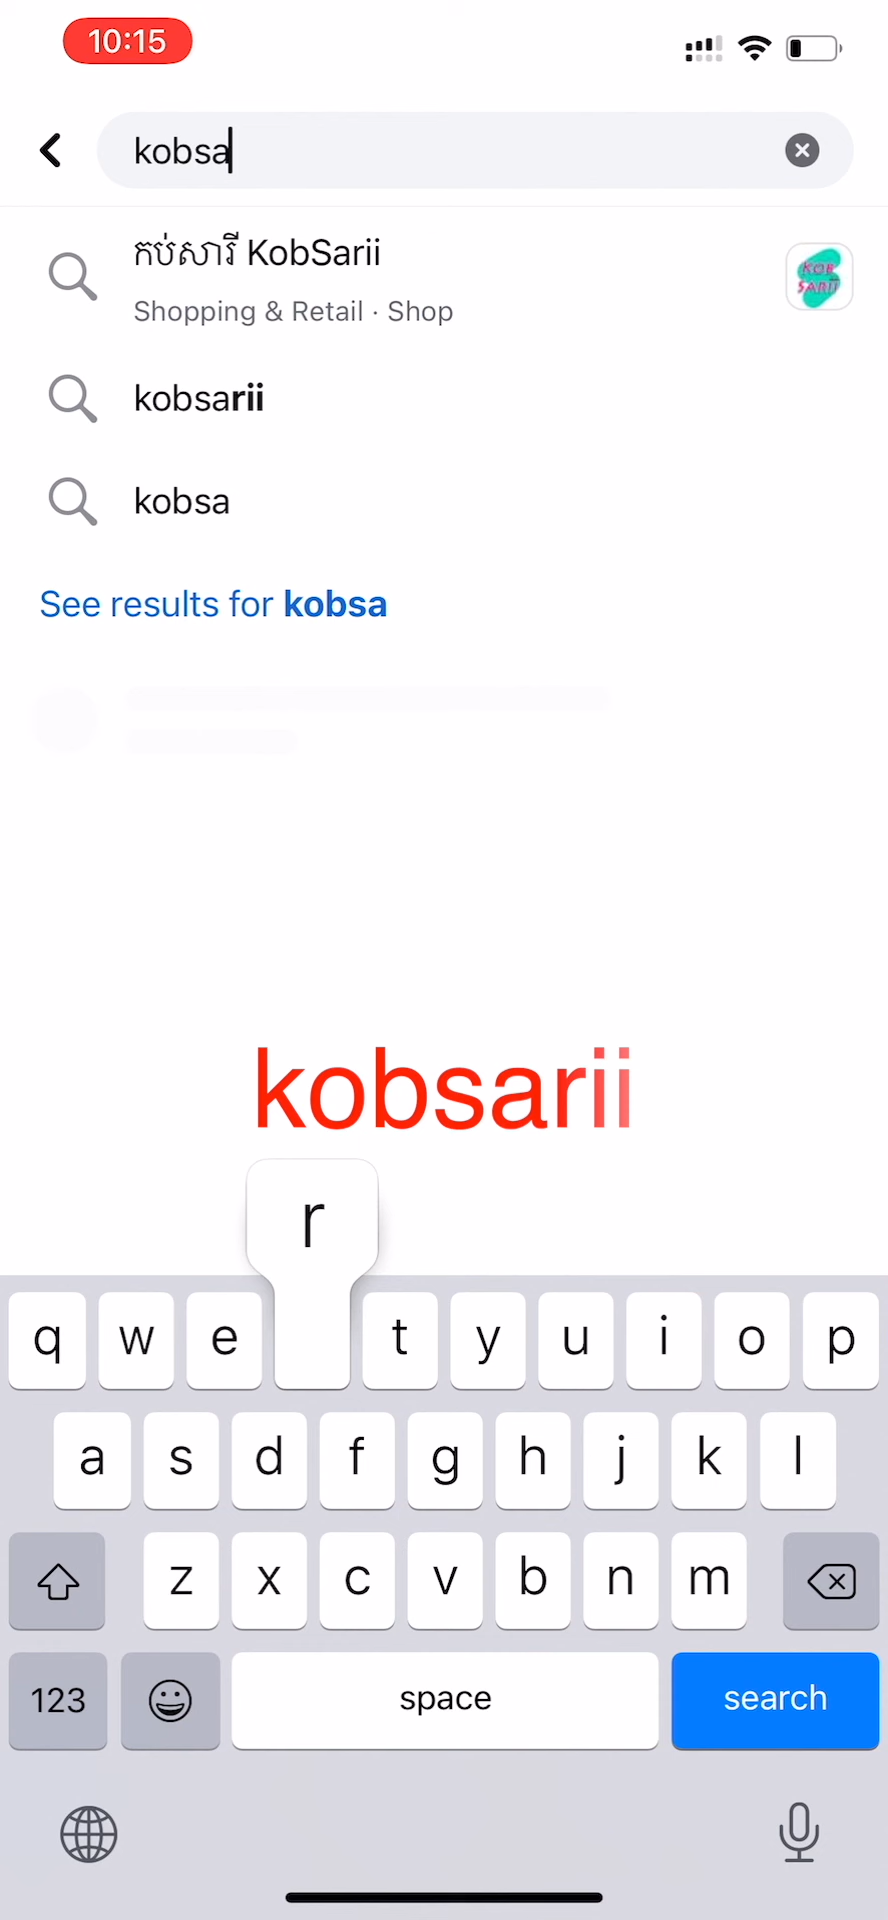 10:15
kobsa
កប់សារី KobSarii
Shopping & Retail · Shop
KOB
SARII
kobsarii
kobsa
See results for kobsa
kobsarii
r
q w e t y u i o p
a s d f g h j k l
z x c v b n m
123 space search